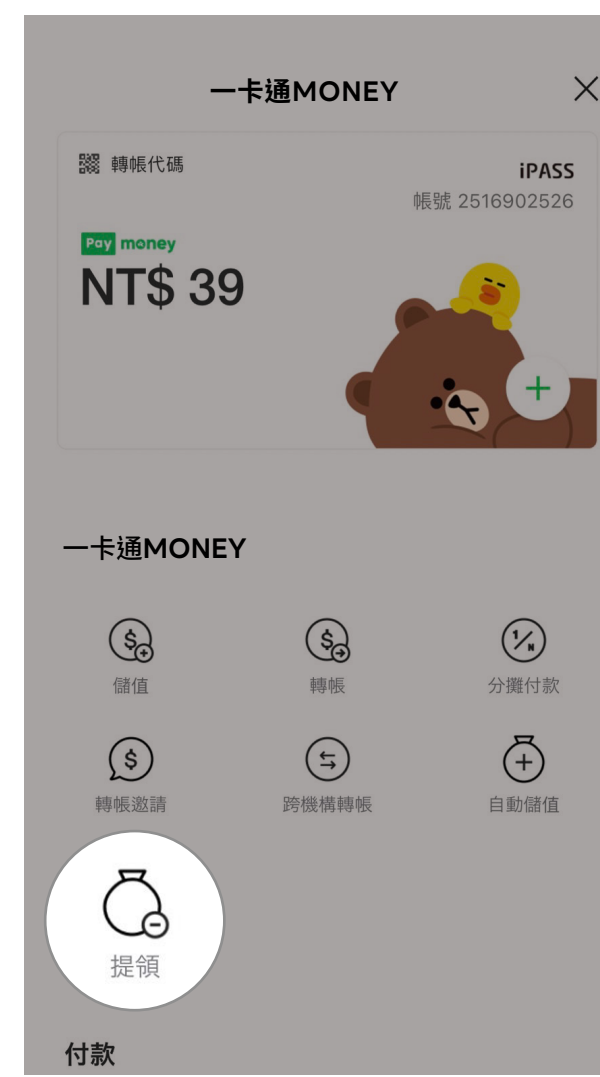 一卡通MONEY
轉帳代碼
iPASS
帳號 2516902526
Pay money
NT$ 39
一卡通MONEY
儲值
轉帳
1/N
分攤付款
轉帳邀請
跨機構轉帳
自動儲值
提領
付款